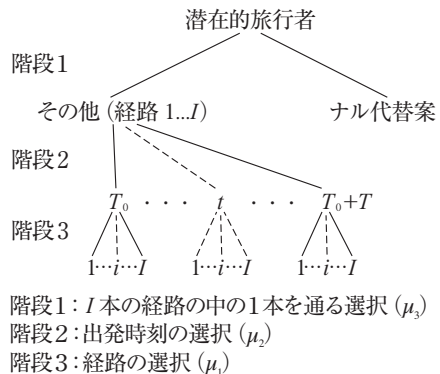 潜在的旅行者
階段1
その他 (経路 1...I)　ナル代替案
階段2
T₀ ・・・ t ・・・ T₀+T
階段3
1…i…I　1…i…I　1…i…I
階段1：I 本の経路の中の1本を通る選択 (μ₃)
階段2：出発時刻の選択 (μ₂)
階段3：経路の選択 (μ₁)